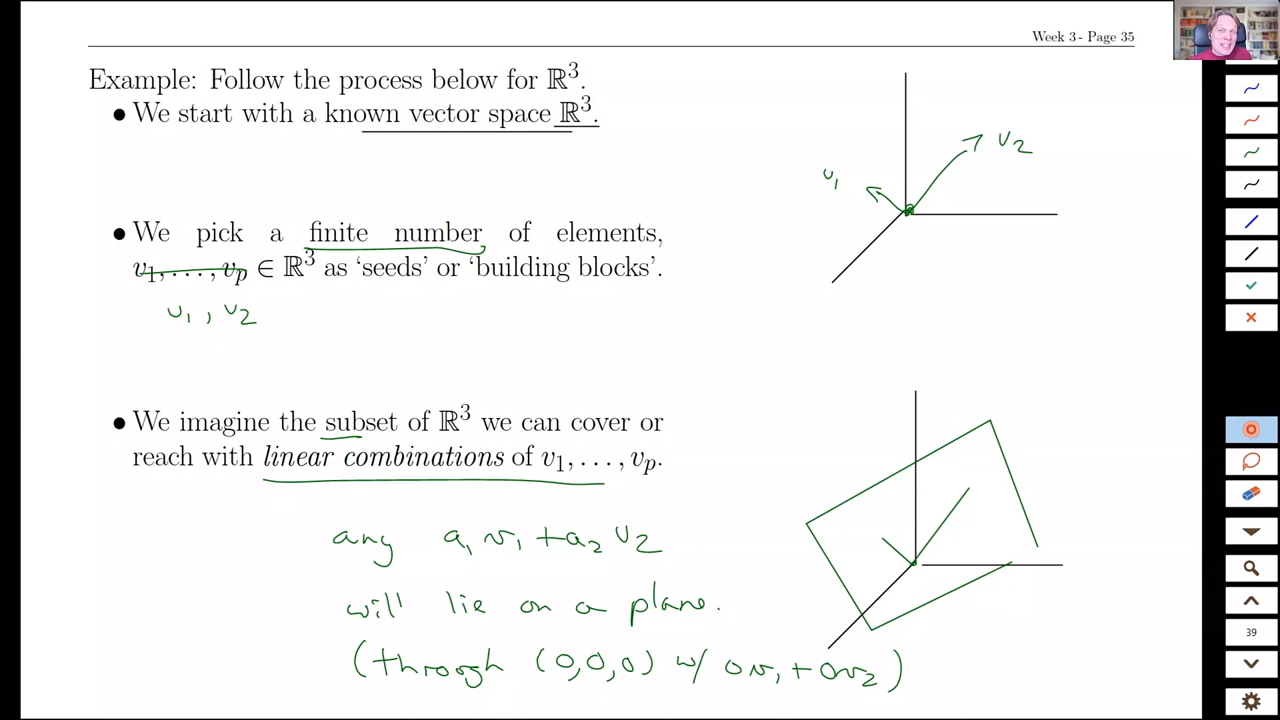 Week 3 - Page 35
Example: Follow the process below for ℝ³.
• We start with a known vector space ℝ³.
v₂
v₁
• We pick a finite number of elements,
v₁, . . . , vₚ ∈ ℝ³ as ‘seeds’ or ‘building blocks’.
v₁ , v₂
• We imagine the subset of ℝ³ we can cover or
reach with linear combinations of v₁, . . . , vₚ.
any a₁v₁ + a₂v₂
will lie on a plane.
(through (0,0,0) w/ 0v₁ + 0v₂)
39